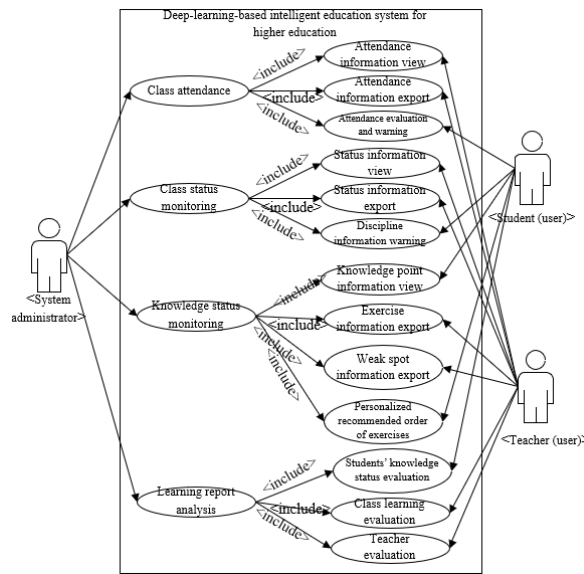 Deep-learning-based intelligent education system for
higher education
Class attendance
<include>
<include>
<include>
Attendance
information view
Attendance
information export
Attendance evaluation
and warning
Class status
monitoring
<include>
<include>
<include>
Status information
view
Status information
export
Discipline
information warning
Knowledge status
monitoring
<include>
<include>
<include>
<include>
Knowledge point
information view
Exercise
information export
Weak spot
information export
Personalized
recommended order
of exercises
Learning report
analysis
<include>
<include>
<include>
Students' knowledge
status evaluation
Class learning
evaluation
Teacher
evaluation
<System
administrator>
<Student (user)>
<Teacher (user)>